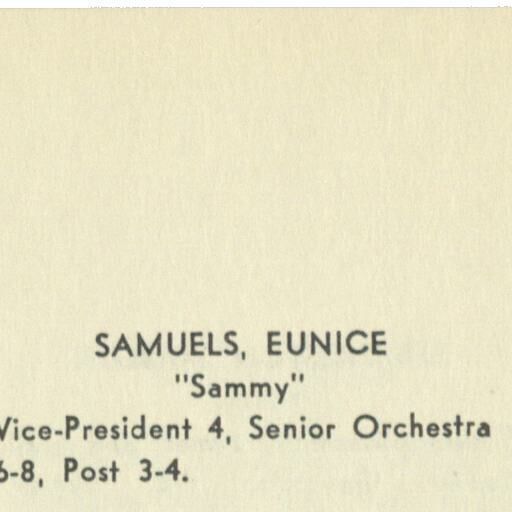 SAMUELS, EUNICE
"Sammy"
Vice-President 4, Senior Orchestra
6-8, Post 3-4.